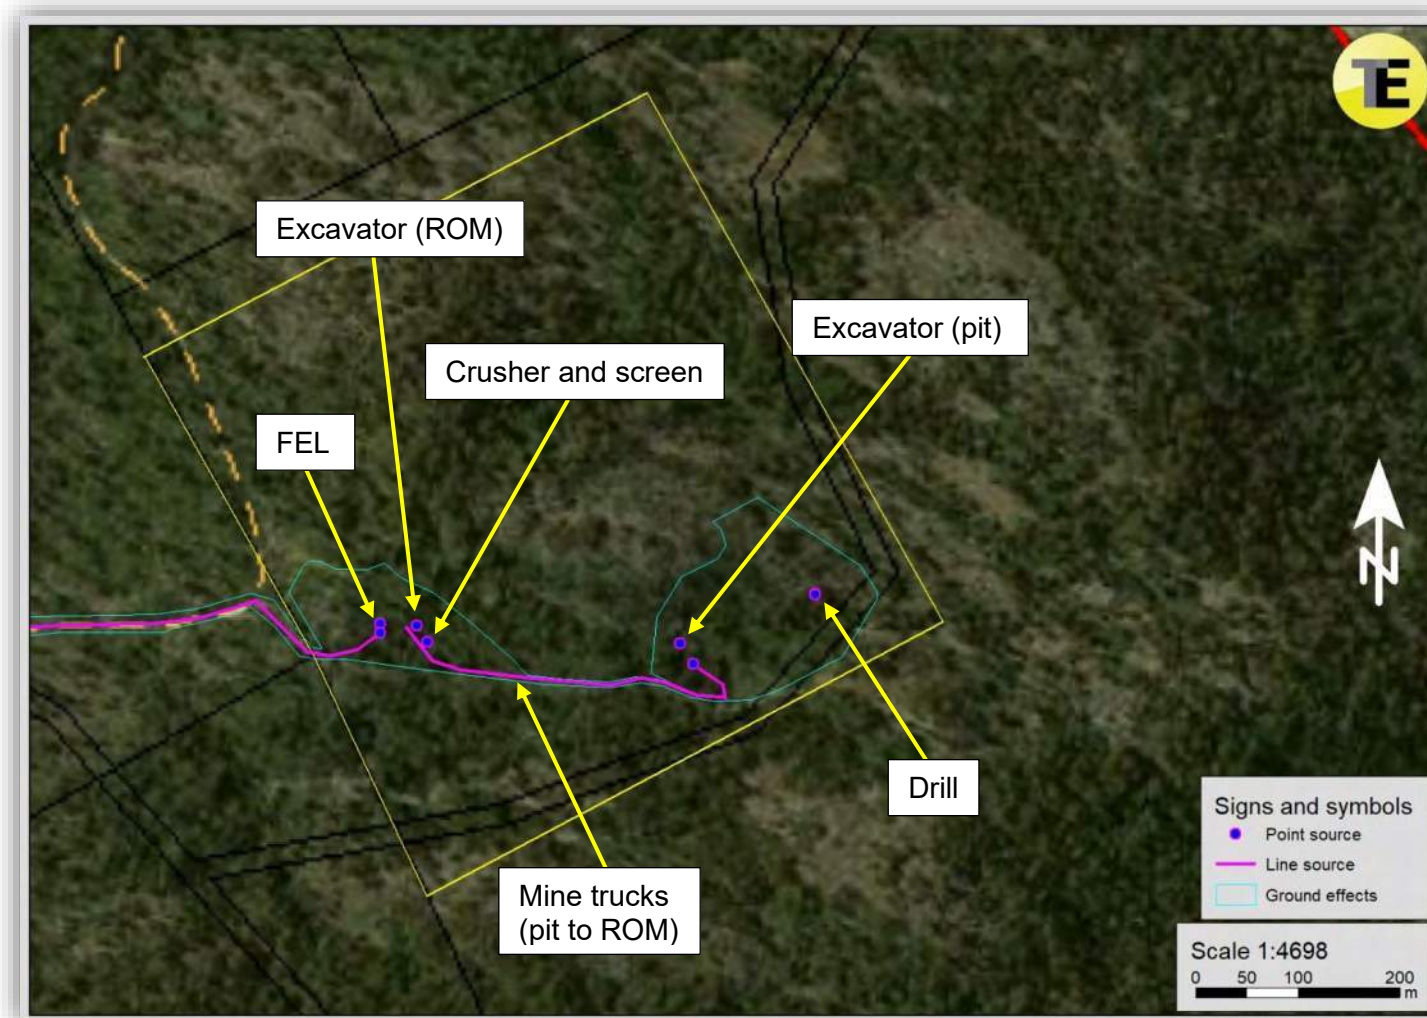 TE
Excavator (ROM)
Excavator (pit)
Crusher and screen
FEL
N
Drill
Mine trucks
(pit to ROM)
Signs and symbols
Point source
Line source
Ground effects
Scale 1:4698
0 50 100 200
m